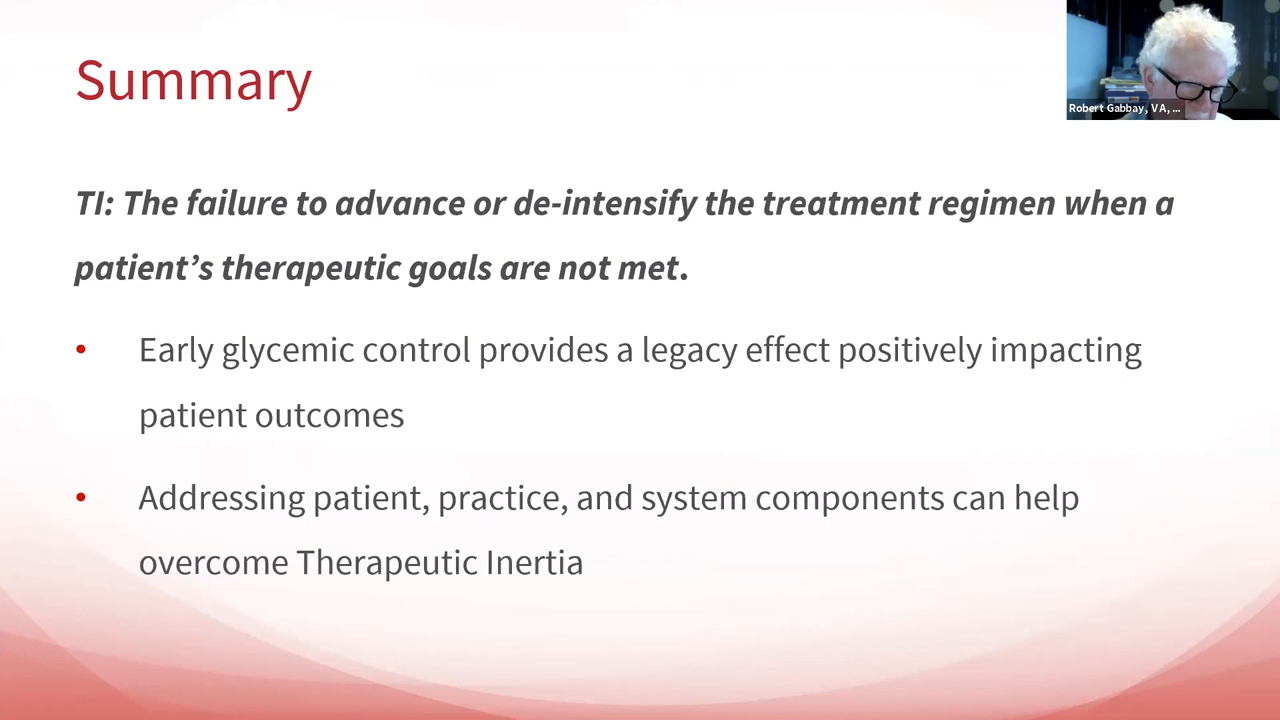 Summary
Robert Gabbay, VA, ...
TI: The failure to advance or de-intensify the treatment regimen when a
patient’s therapeutic goals are not met.
• Early glycemic control provides a legacy effect positively impacting
patient outcomes
• Addressing patient, practice, and system components can help
overcome Therapeutic Inertia